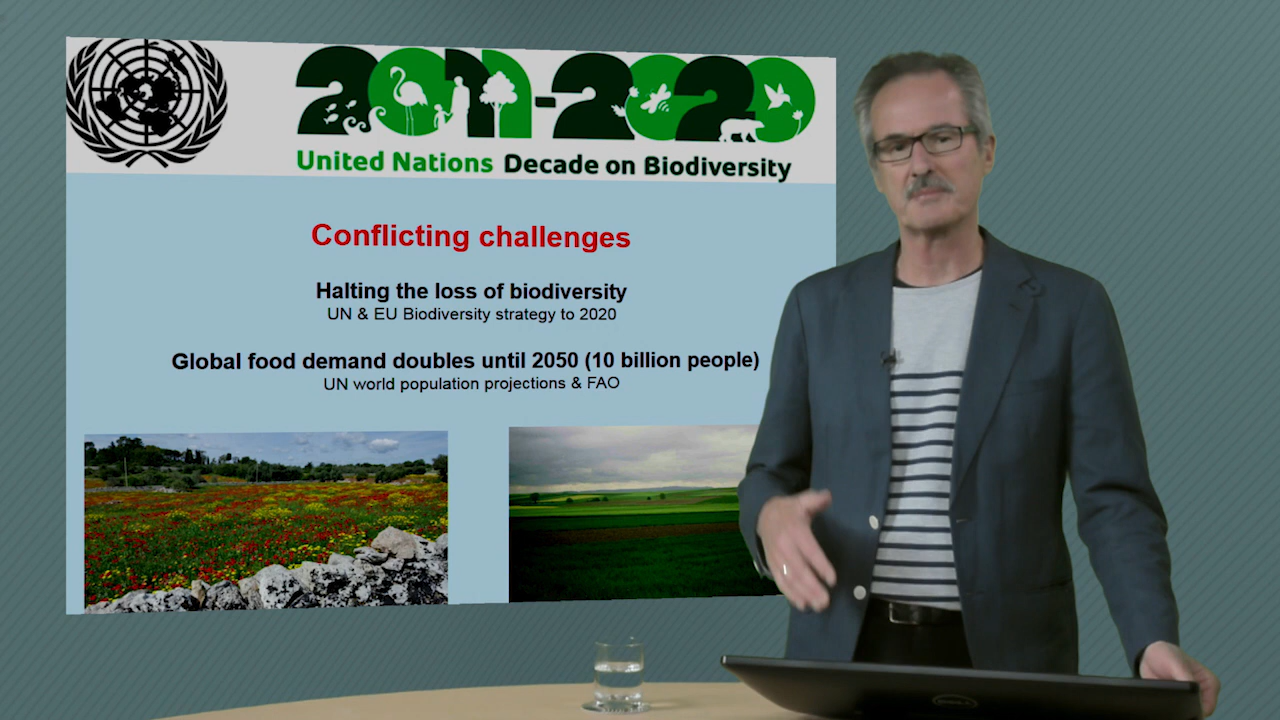 2011-2020
United Nations Decade on Biodiversity
Conflicting challenges
Halting the loss of biodiversity
UN & EU Biodiversity strategy to 2020
Global food demand doubles until 2050 (10 billion people)
UN world population projections & FAO